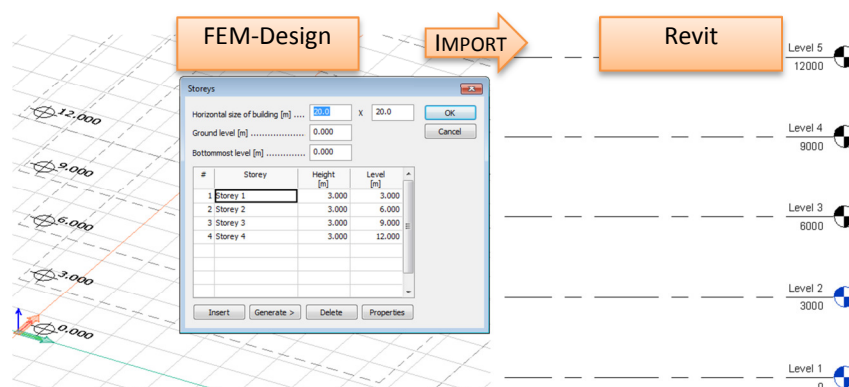 FEM-Design
IMPORT
Revit
Storeys
Horizontal size of building [m] .... 20.0 X 20.0 OK
Ground level [m] ................... 0.000 Cancel
Bottommost level [m] .............. 0.000
# Storey Height [m] Level [m]
1 Storey 1 3.000 3.000
2 Storey 2 3.000 6.000
3 Storey 3 3.000 9.000
4 Storey 4 3.000 12.000
Insert Generate > Delete Properties
12.000
9.000
6.000
3.000
0.000
Level 5
12000
Level 4
9000
Level 3
6000
Level 2
3000
Level 1
0